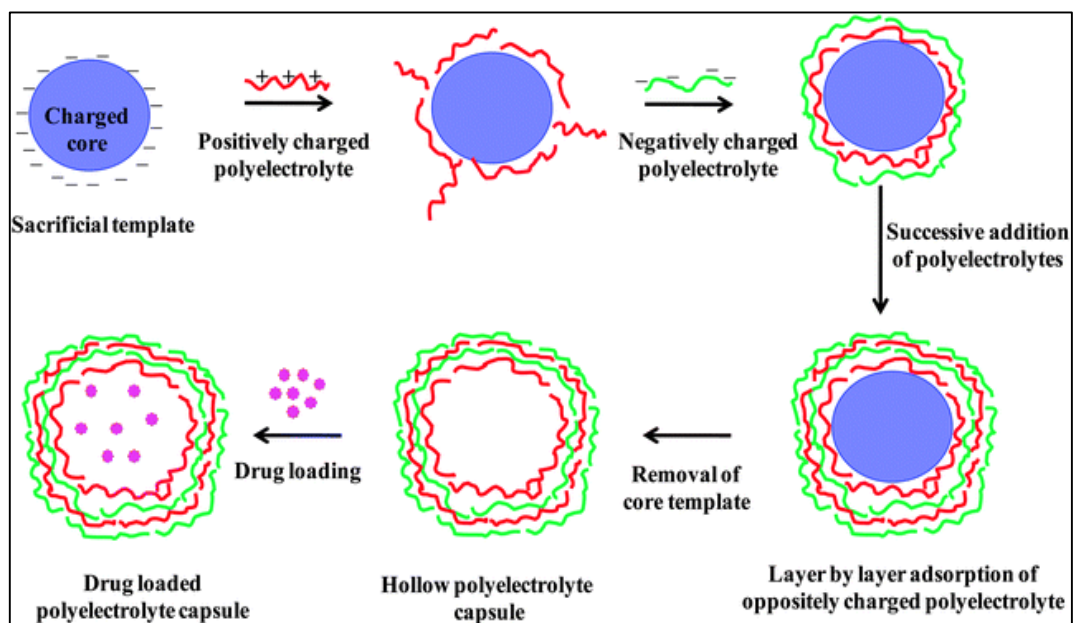 Charged
core
Sacrificial template
+ + +
Positively charged
polyelectrolyte
Negatively charged
polyelectrolyte
Successive addition
of polyelectrolytes
Layer by layer adsorption of
oppositely charged polyelectrolyte
Removal of
core template
Hollow polyelectrolyte
capsule
Drug loading
Drug loaded
polyelectrolyte capsule